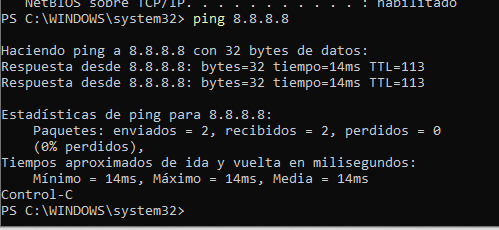 NetBIOS sobre TCP/IP. . . . . . . . . . . : habilitado
PS C:\WINDOWS\system32> ping 8.8.8.8
Haciendo ping a 8.8.8.8 con 32 bytes de datos:
Respuesta desde 8.8.8.8: bytes=32 tiempo=14ms TTL=113
Respuesta desde 8.8.8.8: bytes=32 tiempo=14ms TTL=113
Estadísticas de ping para 8.8.8.8:
Paquetes: enviados = 2, recibidos = 2, perdidos = 0
(0% perdidos),
Tiempos aproximados de ida y vuelta en milisegundos:
Mínimo = 14ms, Máximo = 14ms, Media = 14ms
Control-C
PS C:\WINDOWS\system32>